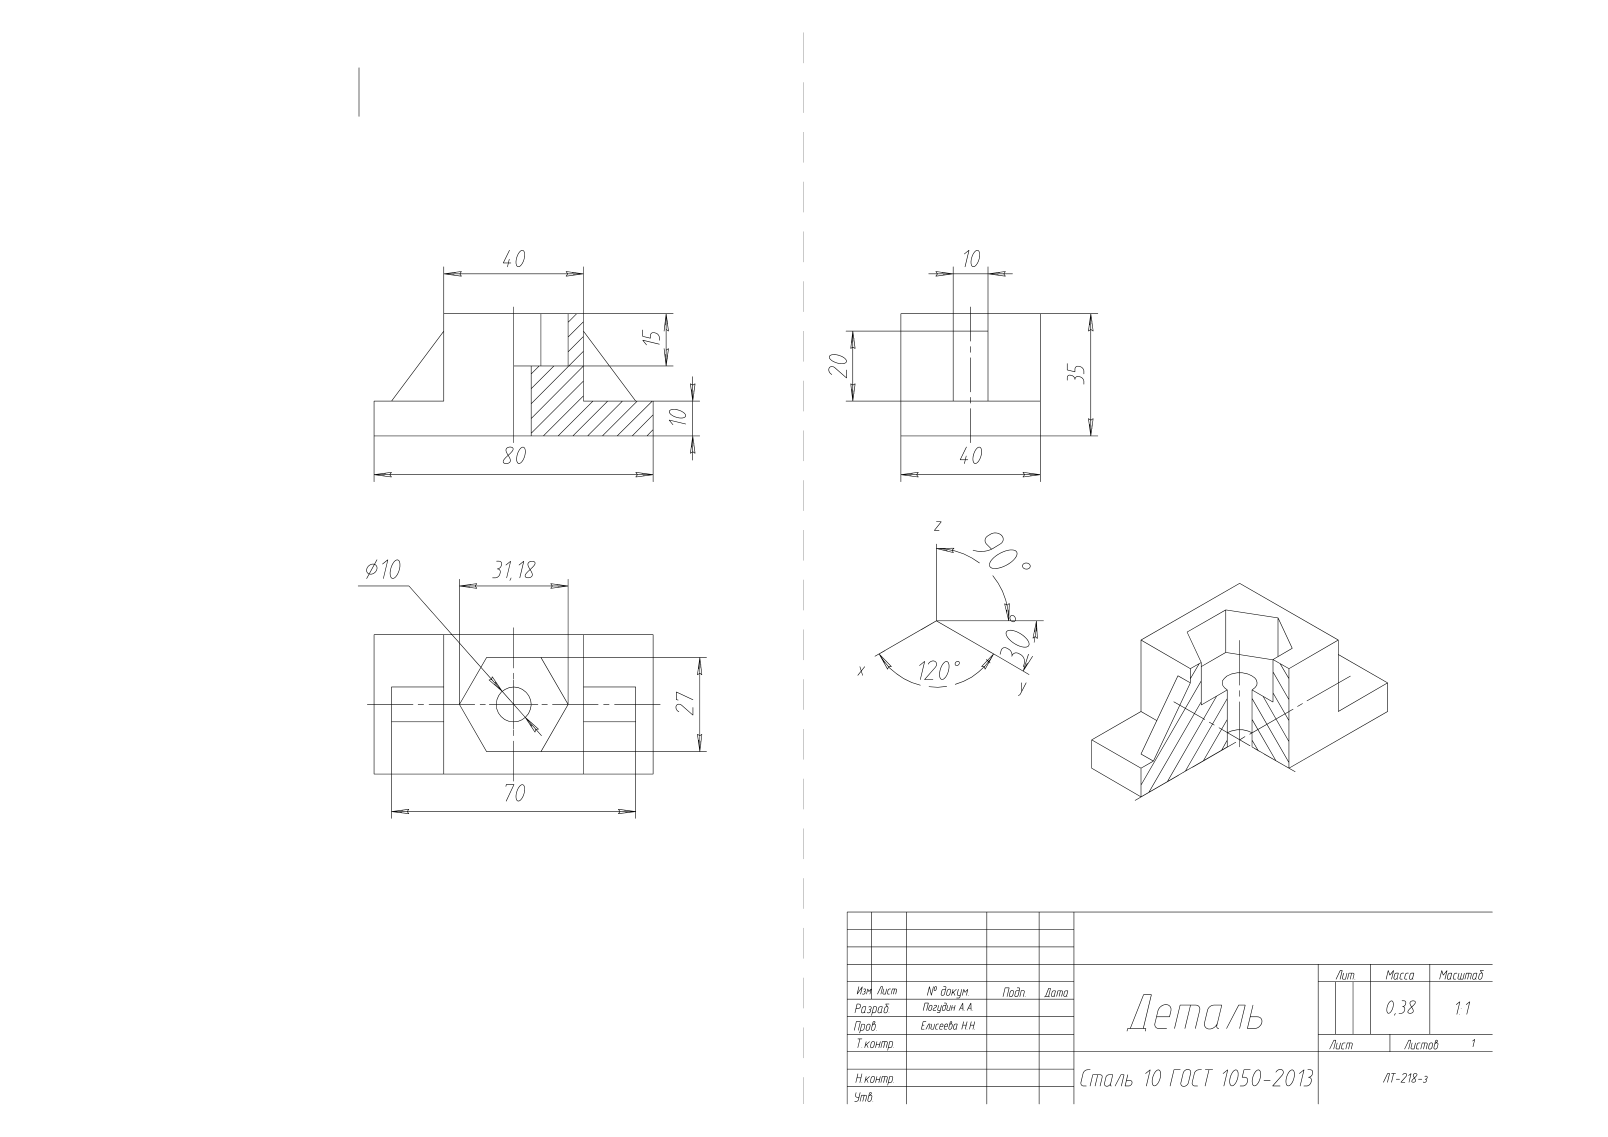 40
10
15
20
35
10
80
40
z
90°
⌀10
31,18
30°
x
120°
y
27
70
Лит. Масса Масштаб
Изм Лист № докум. Подп. Дата
Деталь
0,38 1:1
Разраб. Погудин А.А.
Пров. Елисеева Н.Н.
Т.контр. Лист Листов 1
Н.контр. Сталь 10 ГОСТ 1050-2013 ЛТ-218-з
Утв.